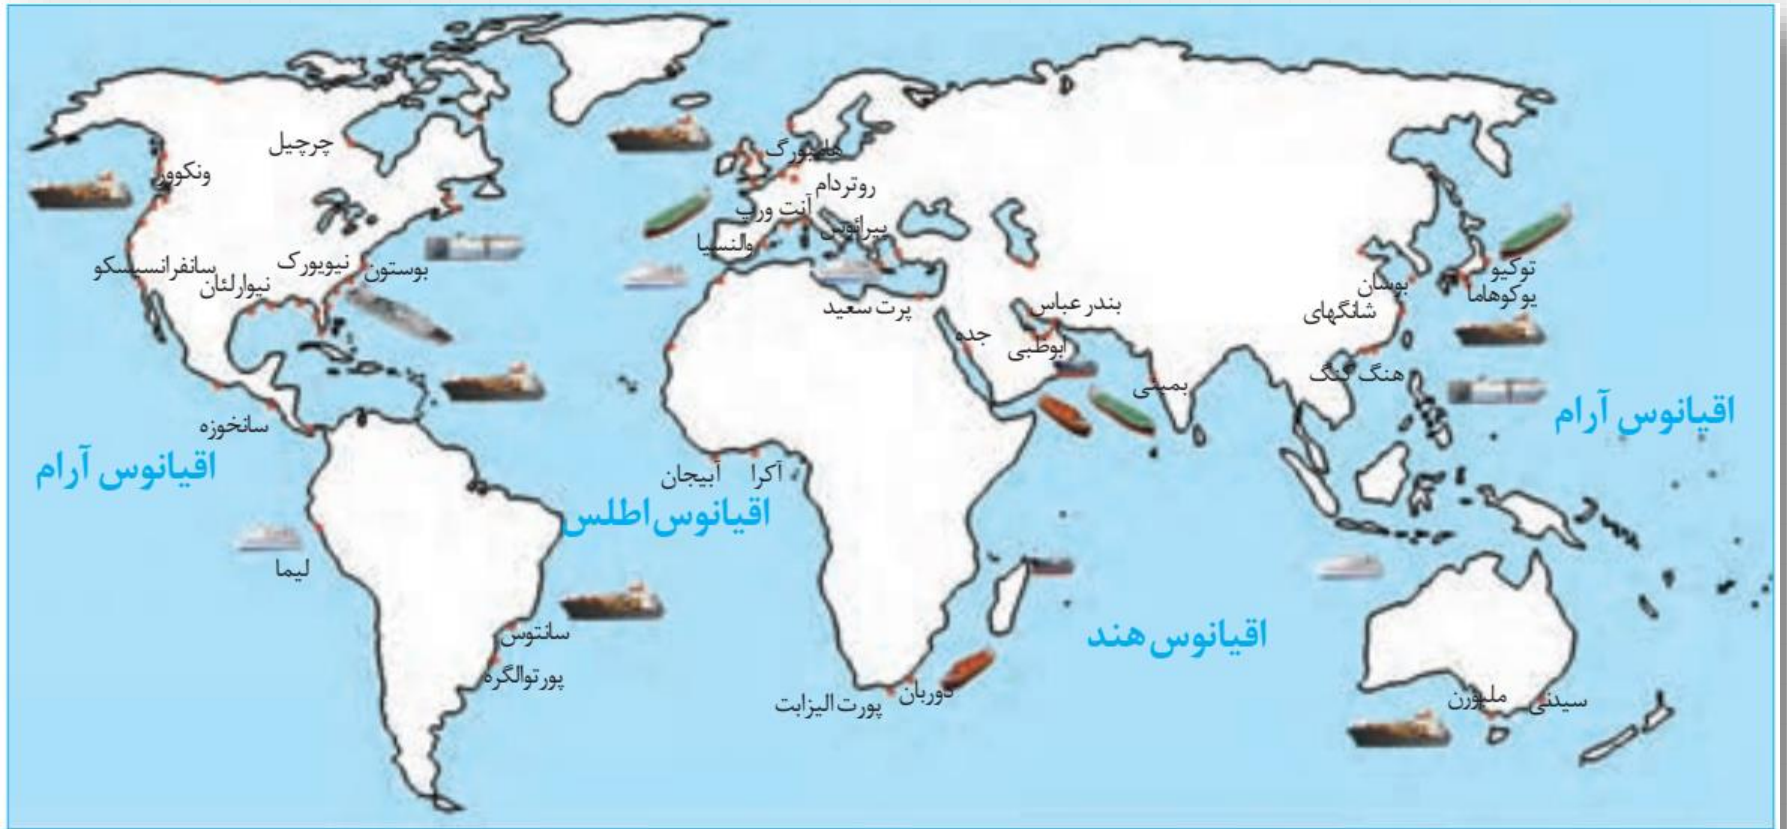 چرچیل
ونکوور
سانفرانسیسکو
نیواورلئان
نیویورک
بوستون
سانخوزه
اقیانوس آرام
لیما
سانتوس
پورتوالگره
هامبورگ
روتردام
آنت ورپ
پیرائوس
والنسیا
پرت سعید
جده
بندر عباس
ابوظبی
بمبئی
آبیجان
آکرا
اقیانوس اطلس
پورت الیزابت
دوربان
اقیانوس هند
توکیو
یوکوهاما
بوسان
شانگهای
هنگ کنگ
اقیانوس آرام
ملبورن
سیدنی